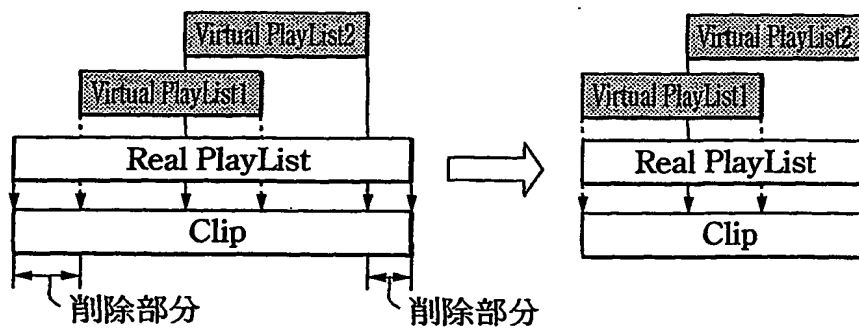 Virtual PlayList2
Virtual PlayList1
Real PlayList
Clip
削除部分
削除部分
Virtual PlayList2
Virtual PlayList1
Real PlayList
Clip